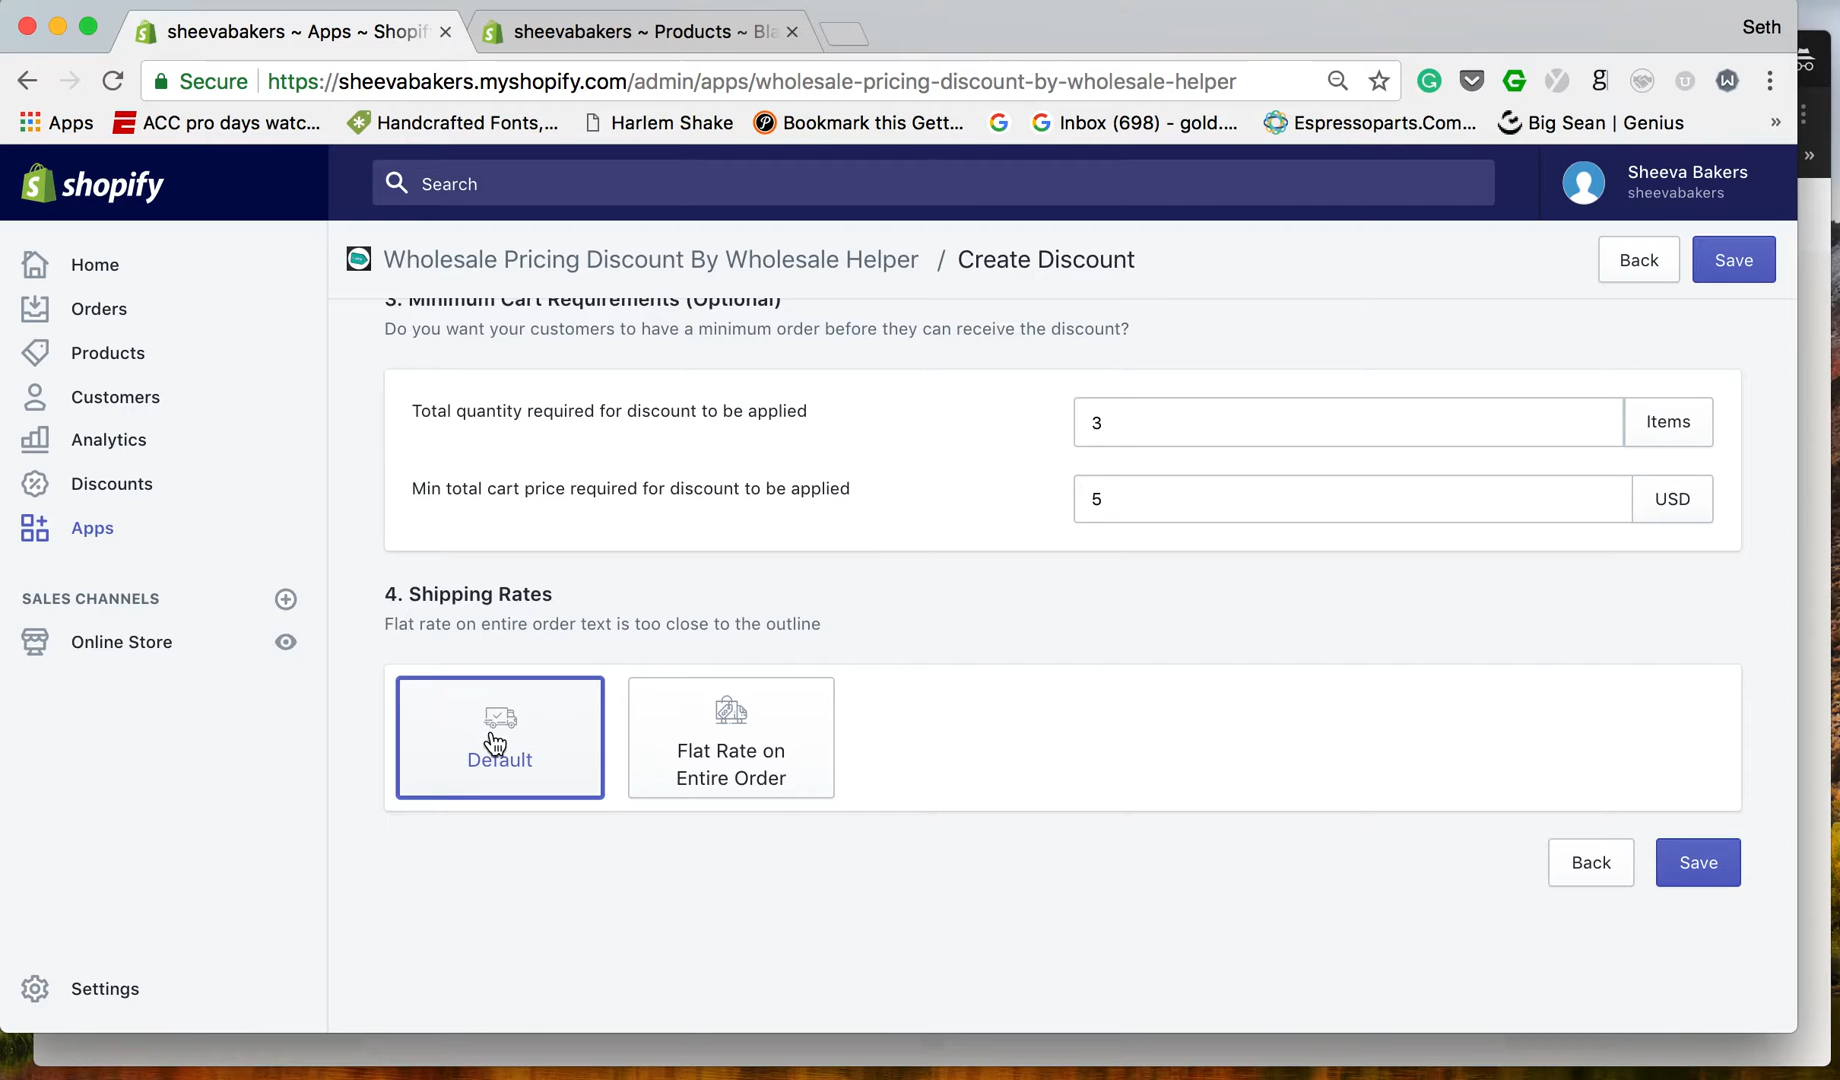 sheevabakers ~ Apps ~ Shopif
sheevabakers ~ Products ~ Bla
Seth
Secure https://sheevabakers.myshopify.com/admin/apps/wholesale-pricing-discount-by-wholesale-helper
Apps ACC pro days watc... Handcrafted Fonts,... Harlem Shake Bookmark this Gett... Inbox (698) - gold.... Espressoparts.Com... Big Sean | Genius »
shopify
Search
Sheeva Bakers
sheevabakers
Home
Orders
Products
Customers
Analytics
Discounts
Apps
SALES CHANNELS
Online Store
Settings
Wholesale Pricing Discount By Wholesale Helper / Create Discount
Back
Save
3. Minimum Cart Requirements (Optional)
Do you want your customers to have a minimum order before they can receive the discount?
Total quantity required for discount to be applied
3
Items
Min total cart price required for discount to be applied
5
USD
4. Shipping Rates
Flat rate on entire order text is too close to the outline
Default
Flat Rate on
Entire Order
Back
Save